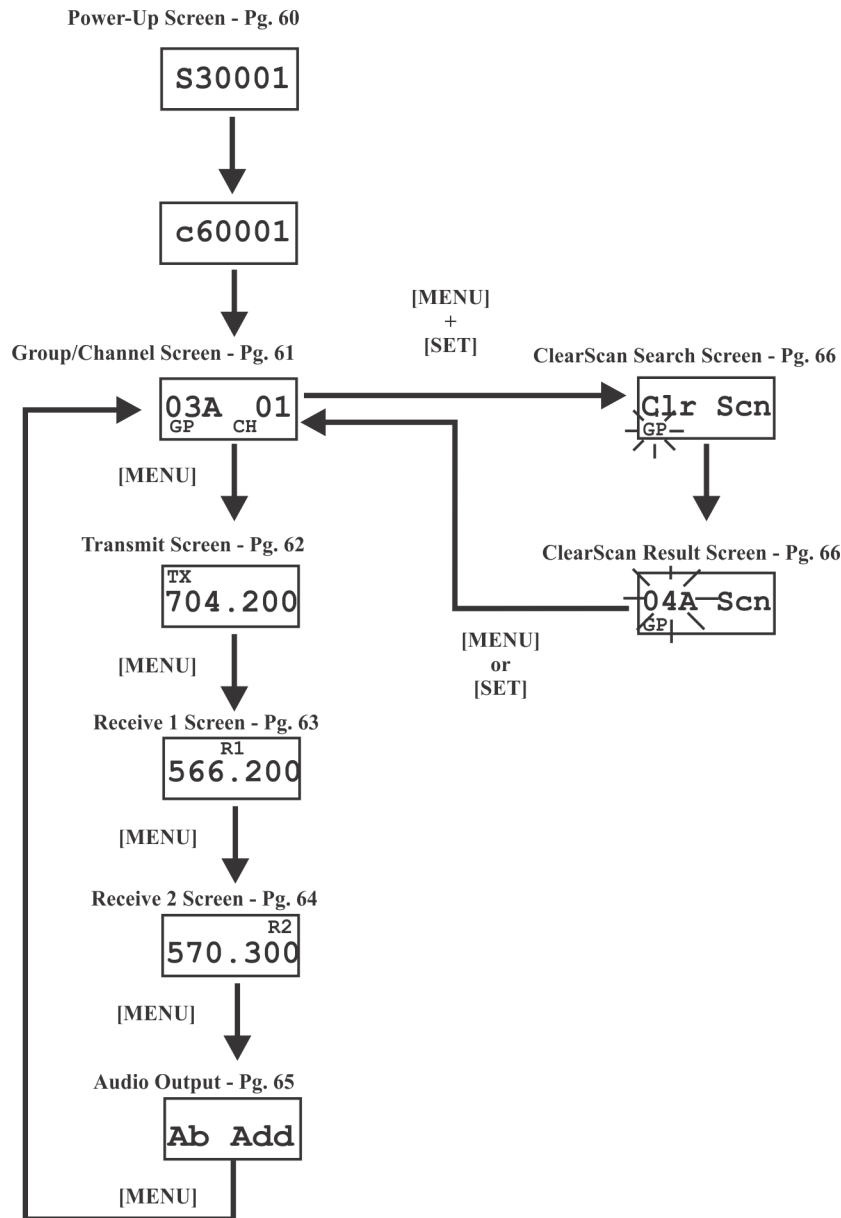 Power-Up Screen - Pg. 60
S30001
c60001
[MENU]
+
[SET]
Group/Channel Screen - Pg. 61
03A 01
GP CH
ClearScan Search Screen - Pg. 66
Clr Scn
GP
[MENU]
Transmit Screen - Pg. 62
TX
704.200
ClearScan Result Screen - Pg. 66
04A Scn
GP
[MENU]
or
[SET]
[MENU]
Receive 1 Screen - Pg. 63
R1
566.200
[MENU]
Receive 2 Screen - Pg. 64
R2
570.300
[MENU]
Audio Output - Pg. 65
Ab Add
[MENU]